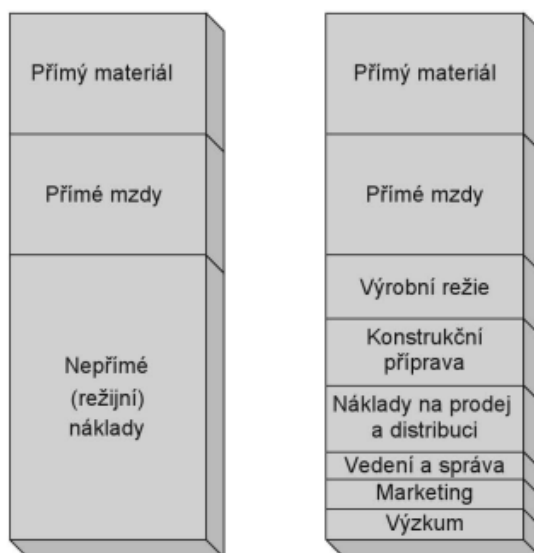 Přímý materiál
Přímé mzdy
Nepřímé
(režijní)
náklady
Přímý materiál
Přímé mzdy
Výrobní režie
Konstrukční
příprava
Náklady na prodej
a distribuci
Vedení a správa
Marketing
Výzkum